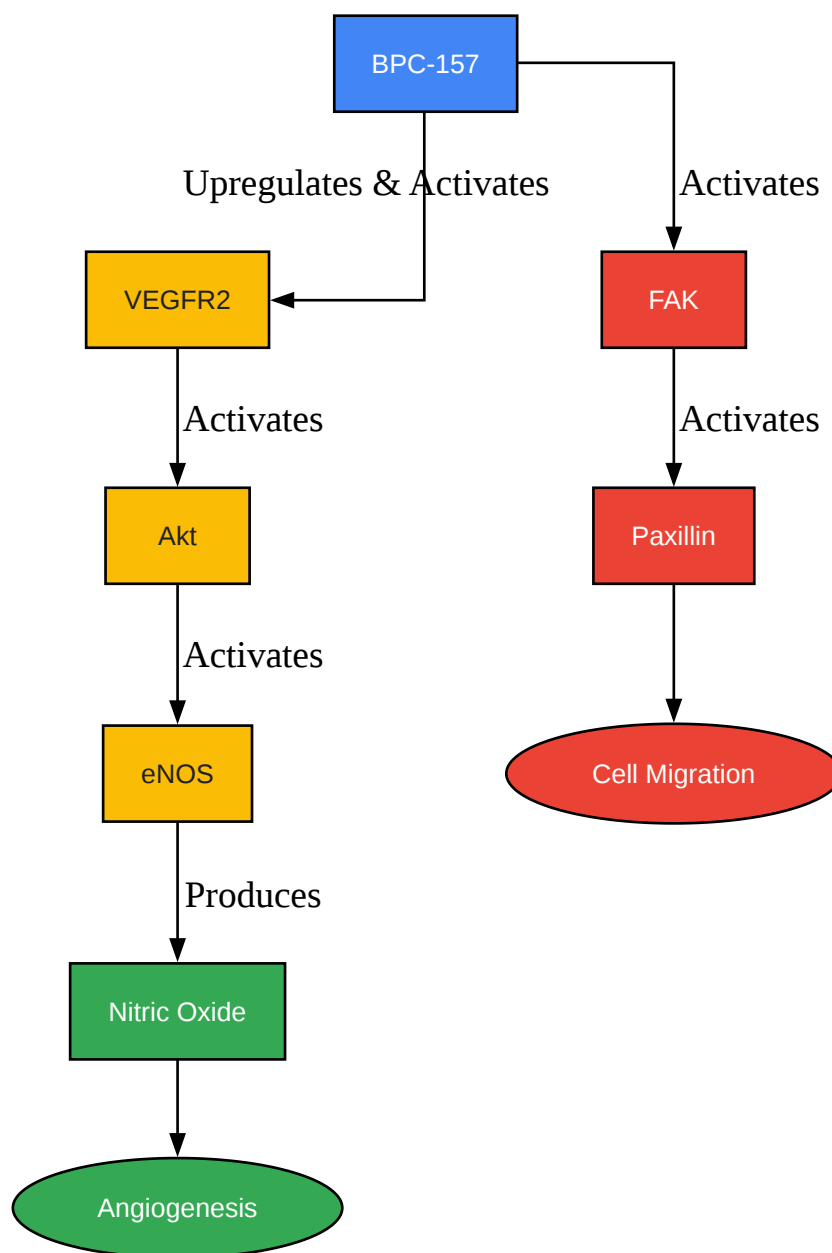 BPC-157
Upregulates & Activates
Activates
VEGFR2
FAK
Activates
Activates
Akt
Paxillin
Activates
eNOS
Cell Migration
Produces
Nitric Oxide
Angiogenesis